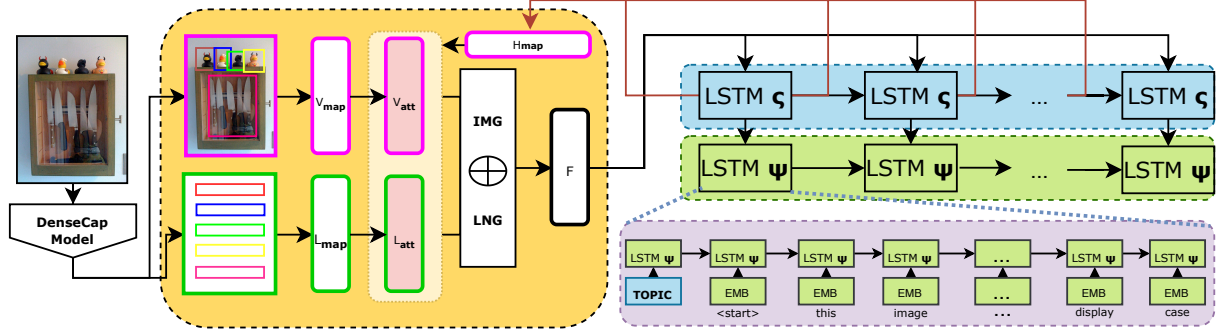 DenseCap
Model
Hmap
Vmap
Vatt
Lmap
Latt
IMG
LNG
F
LSTM ς
LSTM ς
...
LSTM ς
LSTM ψ
LSTM ψ
...
LSTM ψ
LSTM ψ
LSTM ψ
LSTM ψ
LSTM ψ
...
LSTM ψ
LSTM ψ
TOPIC
EMB
EMB
EMB
...
EMB
EMB
<start>
this
image
...
display
case